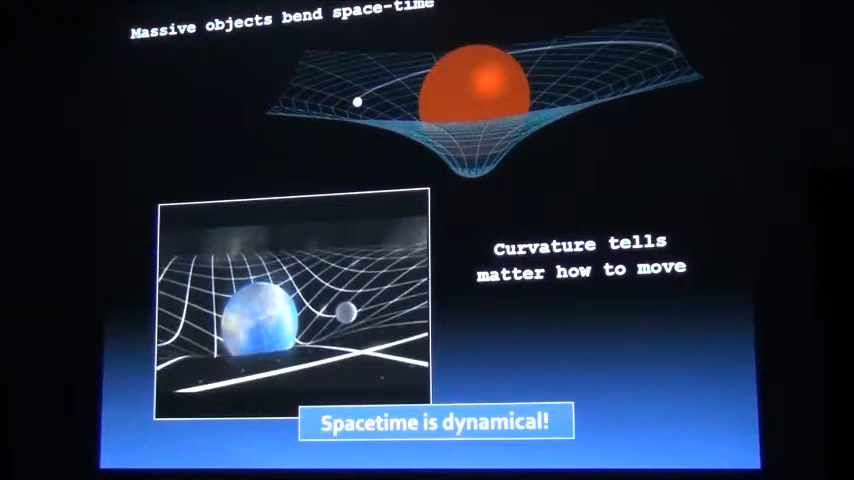 Massive objects bend space-time
Curvature tells
matter how to move
Spacetime is dynamical!